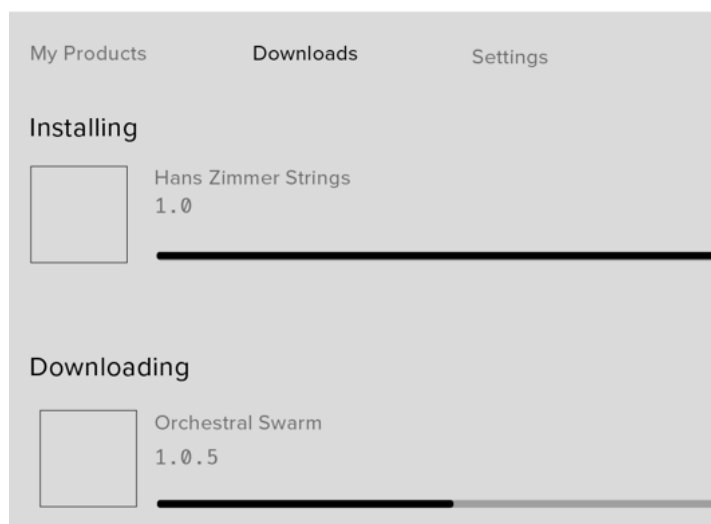 My Products Downloads Settings
Installing
Hans Zimmer Strings
1.0
Downloading
Orchestral Swarm
1.0.5